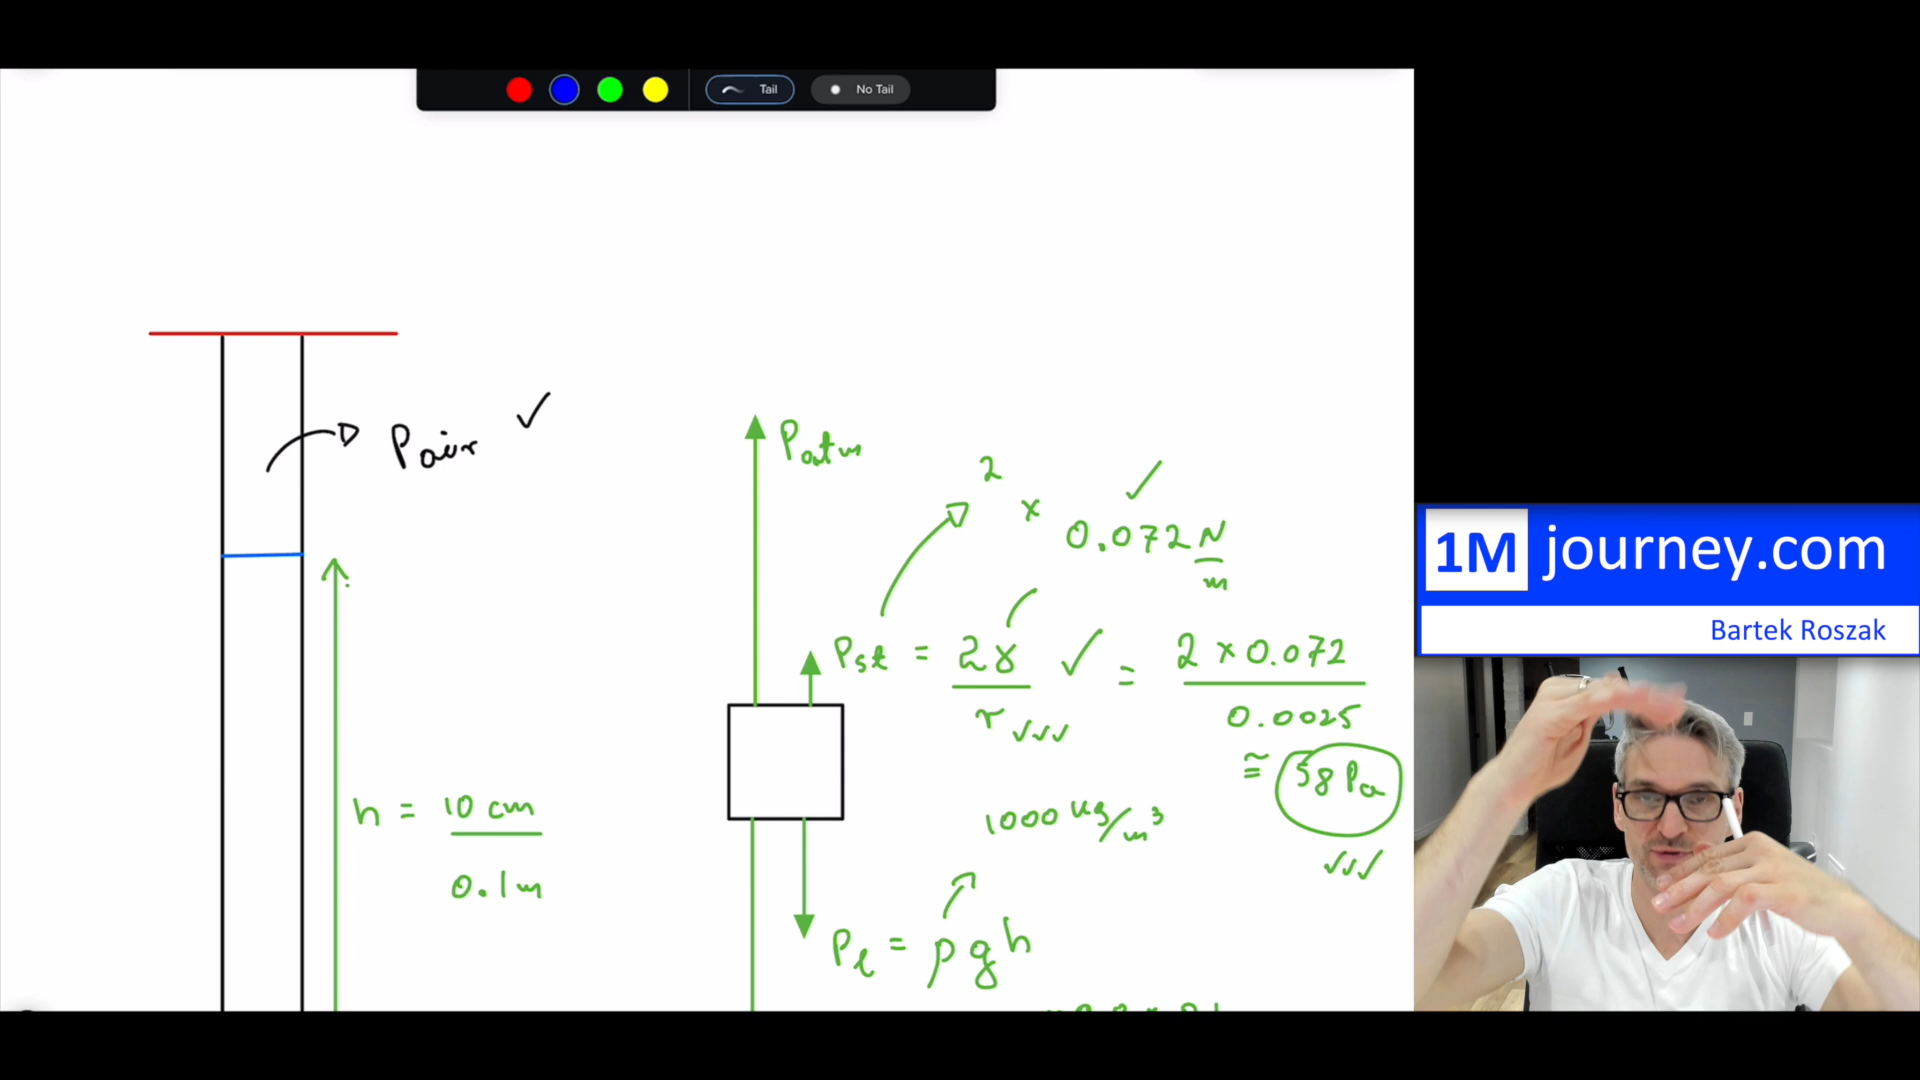 Tail No Tail
Pair ✓
Patm
2 × 0.072 N/m ✓
Pst = 2γ/r ✓ = 2 × 0.072 / 0.0025
≅ 58 Pa
h = 10 cm
0.1m
1000 kg/m³
Pl = ρgh
1M journey.com
Bartek Roszak